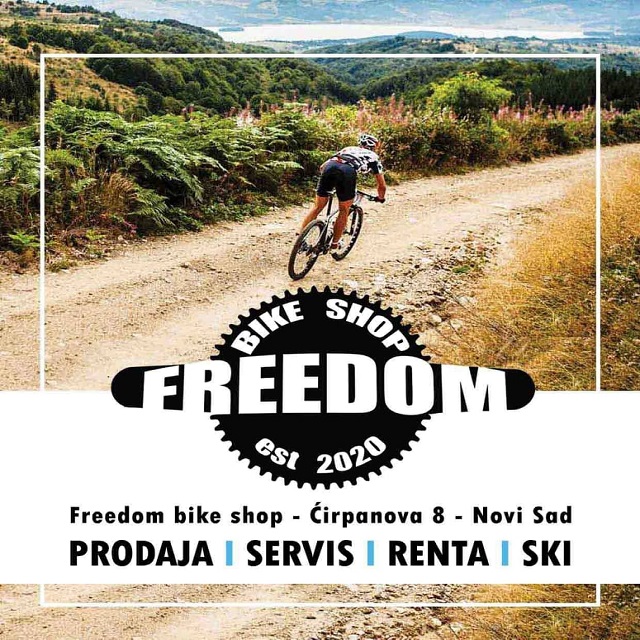 BIKE SHOP
FREEDOM
est 2020
Freedom bike shop - Ćirpanova 8 - Novi Sad
PRODAJA I SERVIS I RENTA I SKI